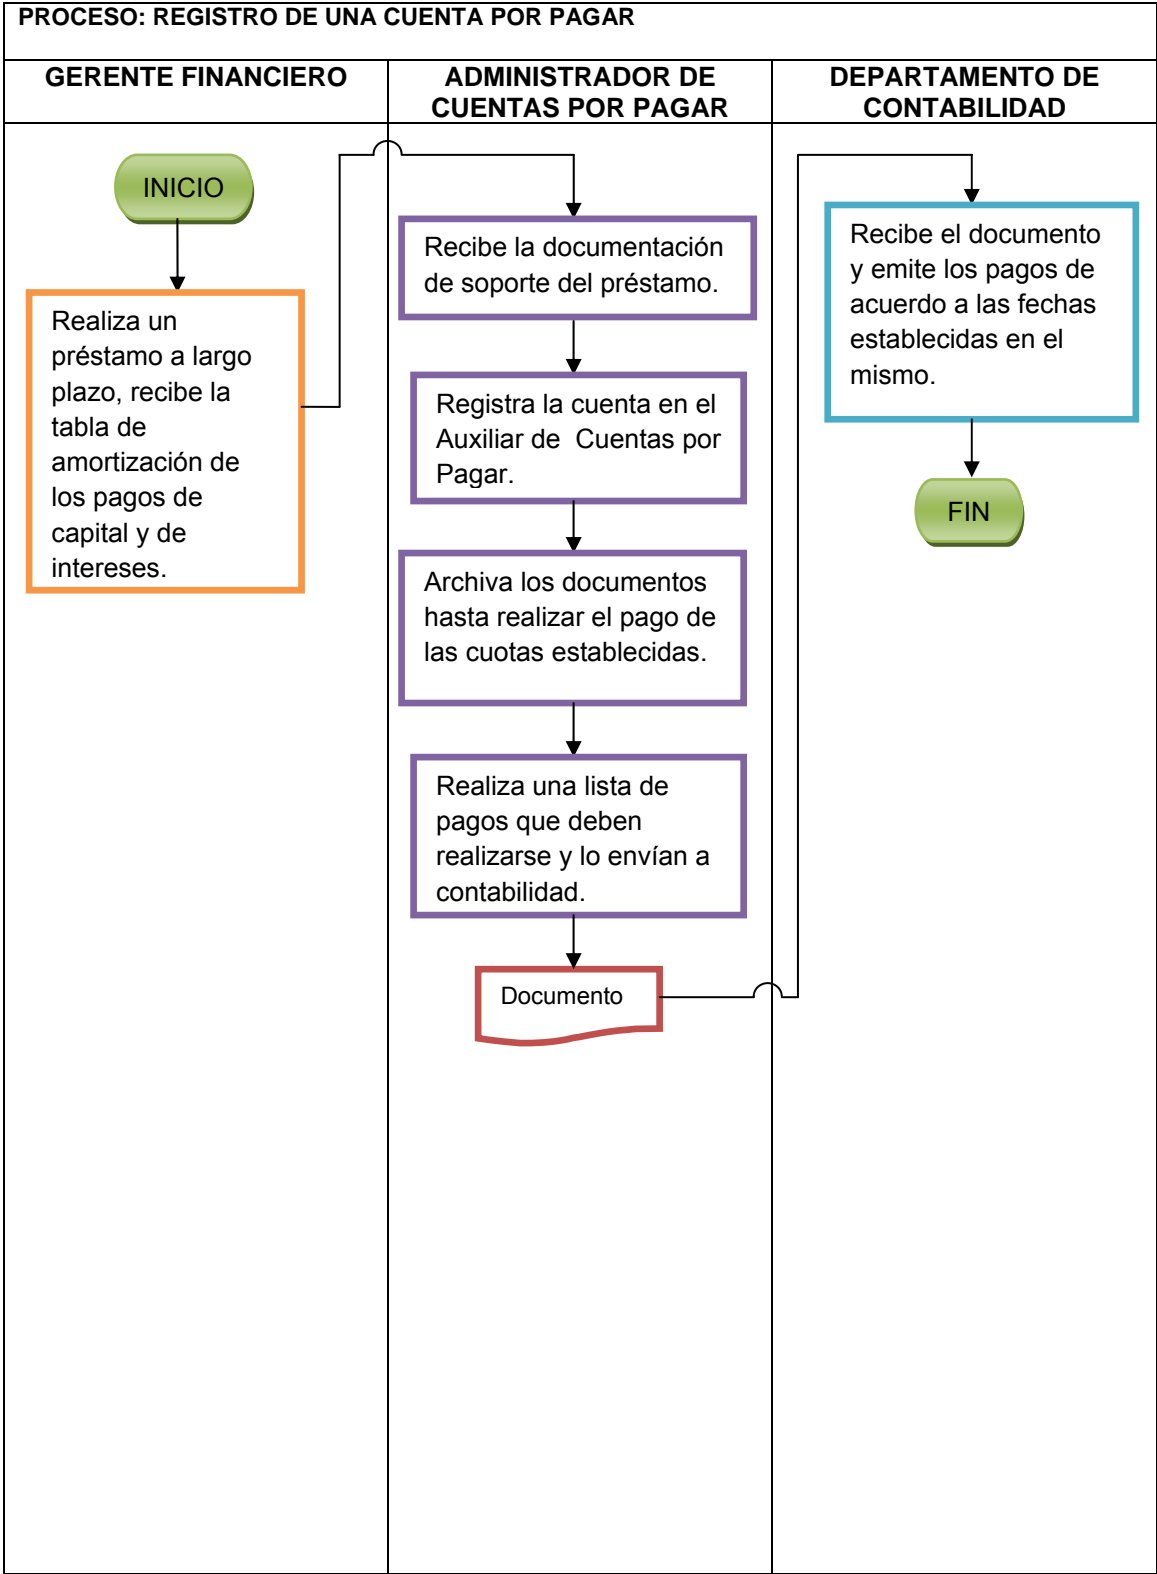 PROCESO: REGISTRO DE UNA CUENTA POR PAGAR
GERENTE FINANCIERO
ADMINISTRADOR DE
CUENTAS POR PAGAR
DEPARTAMENTO DE
CONTABILIDAD
INICIO
Realiza un
préstamo a largo
plazo, recibe la
tabla de
amortización de
los pagos de
capital y de
intereses.
Recibe la documentación
de soporte del préstamo.
Registra la cuenta en el
Auxiliar de  Cuentas por
Pagar.
Archiva los documentos
hasta realizar el pago de
las cuotas establecidas.
Realiza una lista de
pagos que deben
realizarse y lo envían a
contabilidad.
Documento
Recibe el documento
y emite los pagos de
acuerdo a las fechas
establecidas en el
mismo.
FIN